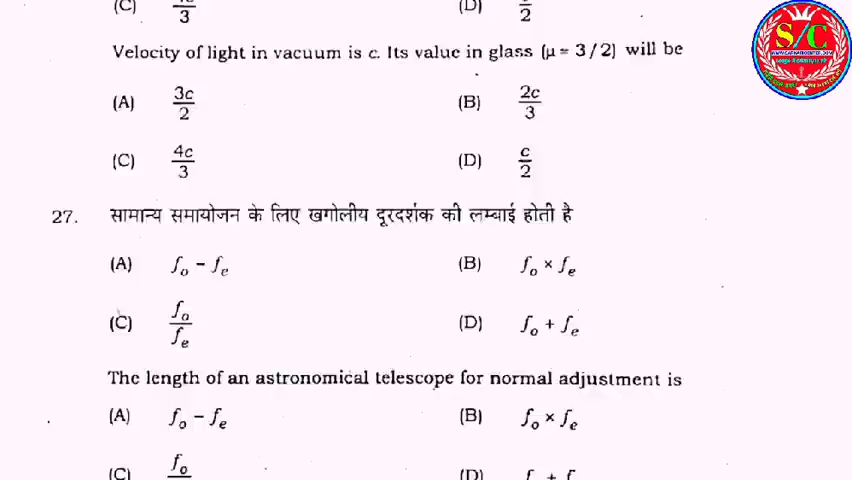 (C) 3 (D) 2
Velocity of light in vacuum is c. Its value in glass (μ = 3/2) will be
(A) 3c/2 (B) 2c/3
(C) 4c/3 (D) c/2
27. सामान्य समायोजन के लिए खगोलीय दूरदर्शक की लम्बाई होती है
(A) fo − fe (B) fo × fe
(C) fo/fe (D) fo + fe
The length of an astronomical telescope for normal adjustment is
(A) fo − fe (B) fo × fe
(C) fo (D) f + f
S/C